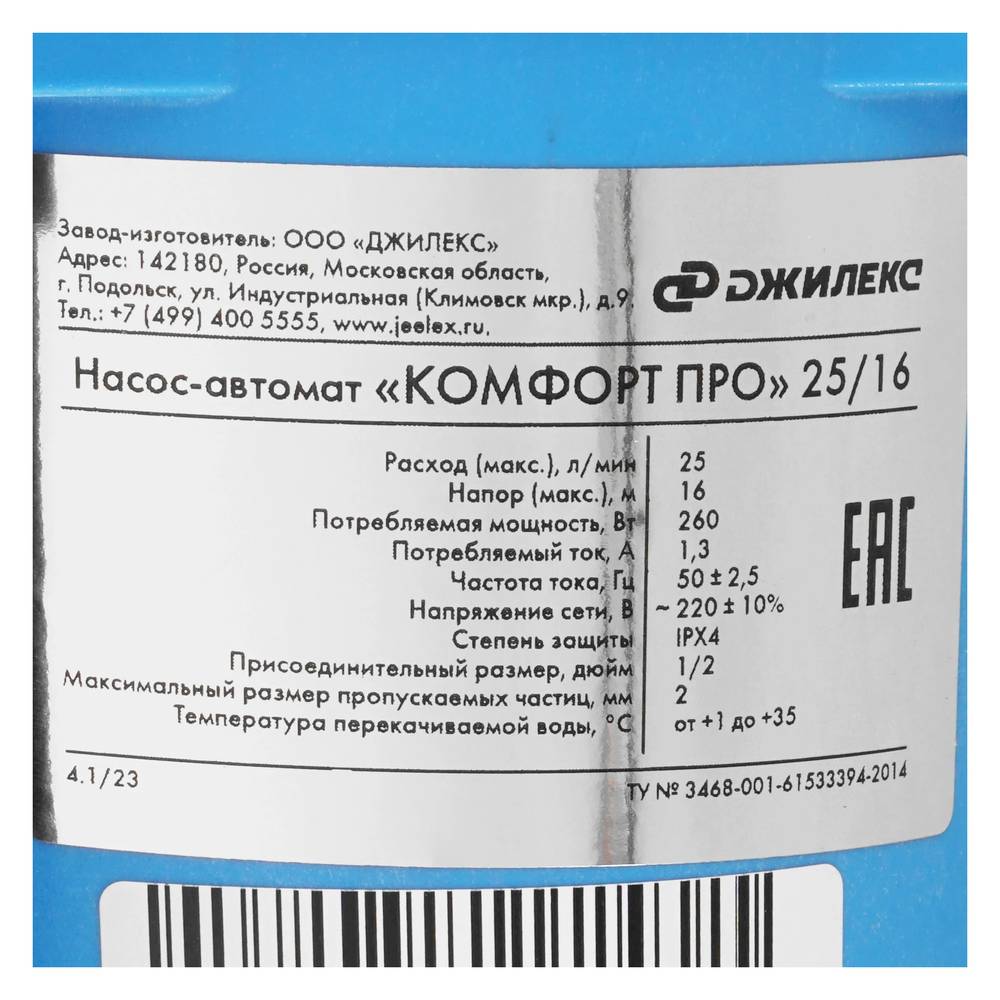 Завод-изготовитель: ООО «ДЖИЛЕКС»
Адрес: 142180, Россия, Московская область,
г. Подольск, ул. Индустриальная (Климовск мкр.), д.9,
Тел.: +7 (499) 400 5555, www.jeelex.ru,
ДЖИЛЕКС
Насос-автомат «КОМФОРТ ПРО» 25/16
Расход (макс.), л/мин 25
Напор (макс.), м 16
Потребляемая мощность, Вт 260
Потребляемый ток, А 1,3
Частота тока, Гц 50 ± 2,5
Напряжение сети, В ~ 220 ± 10%
Степень защиты IPX4
Присоединительный размер, дюйм 1/2
Максимальный размер пропускаемых частиц, мм 2
Температура перекачиваемой воды, °С от +1 до +35
EAC
4.1/23
ТУ № 3468-001-61533394-2014